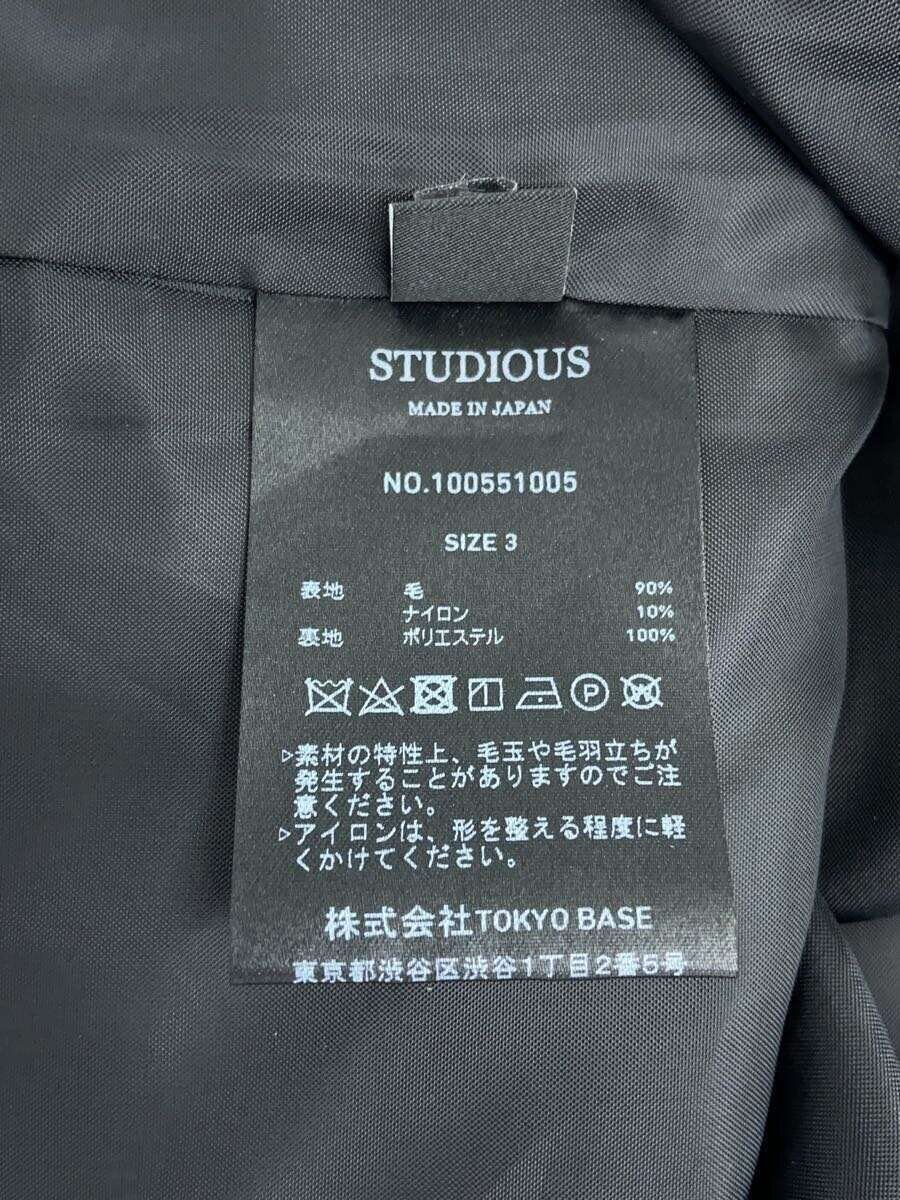 STUDIOUS
MADE IN JAPAN
NO.100551005
SIZE 3
表地 毛 90%
ナイロン 10%
裏地 ポリエステル 100%
P W
▷素材の特性上、毛玉や毛羽立ちが
発生することがありますのでご注
意ください。
▷アイロンは、形を整える程度に軽
くかけてください。
株式会社TOKYO BASE
東京都渋谷区渋谷1丁目2番5号